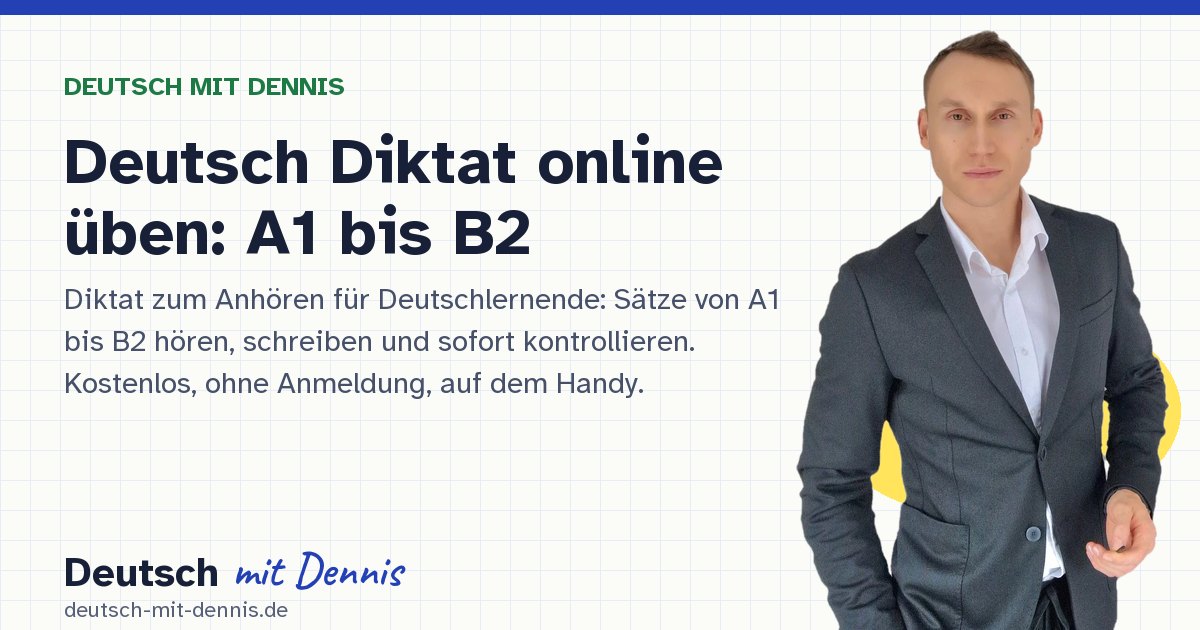 DEUTSCH MIT DENNIS
Deutsch Diktat online
üben: A1 bis B2
Diktat zum Anhören für Deutschlernende: Sätze von A1
bis B2 hören, schreiben und sofort kontrollieren.
Kostenlos, ohne Anmeldung, auf dem Handy.
Deutsch mit Dennis
deutsch-mit-dennis.de